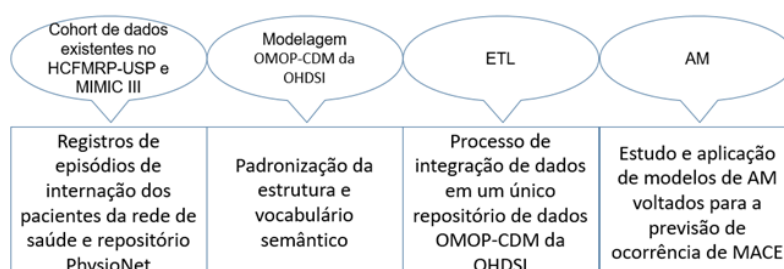 Cohort de dados
existentes no
HCFMRP-USP e
MIMIC III
Modelagem
OMOP-CDM da
OHDSI
ETL
AM
Registros de
episódios de
internação dos
pacientes da rede de
saúde e repositório
PhysioNet
Padronização da
estrutura e
vocabulário
semântico
Processo de
integração de dados
em um único
repositório de dados
OMOP-CDM da
OHDSI
Estudo e aplicação
de modelos de AM
voltados para a
previsão de
ocorrência de MACE